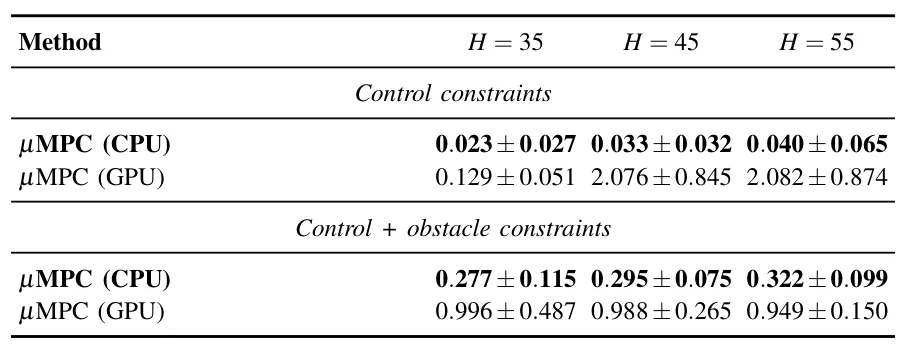 Method H = 35 H = 45 H = 55
Control constraints
μMPC (CPU) 0.023±0.027 0.033±0.032 0.040±0.065
μMPC (GPU) 0.129±0.051 2.076±0.845 2.082±0.874
Control + obstacle constraints
μMPC (CPU) 0.277±0.115 0.295±0.075 0.322±0.099
μMPC (GPU) 0.996±0.487 0.988±0.265 0.949±0.150